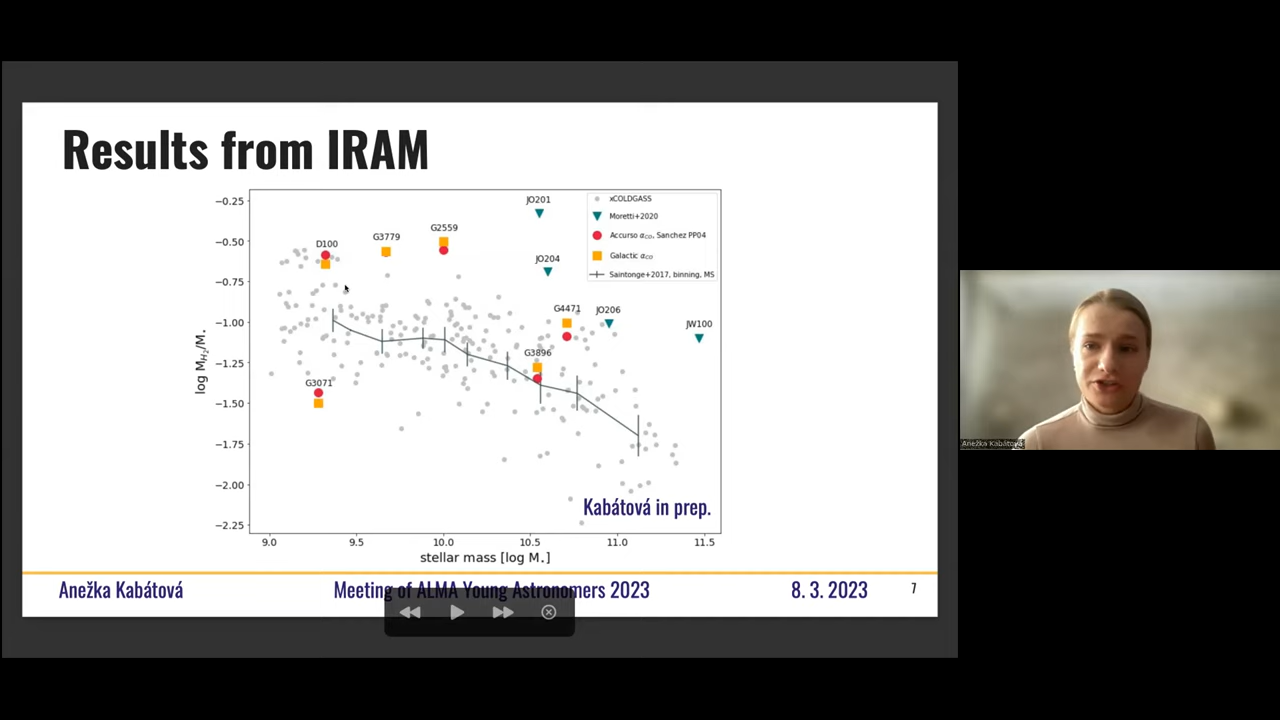 Results from IRAM
−0.25
−0.50
−0.75
−1.00
−1.25
−1.50
−1.75
−2.00
−2.25
log M_H₂/M⋆
JO201
xCOLDGASS
Moretti+2020
Accurso α_CO, Sanchez PP04
Galactic α_CO
Saintonge+2017, binning, MS
D100
G3779
G2559
JO204
G4471
JO206
JW100
G3896
G3071
Kabátová in prep.
9.0 9.5 10.0 10.5 11.0 11.5
stellar mass [log M⋆]
Anežka Kabátová
Meeting of ALMA Young Astronomers 2023
8. 3. 2023
7
Anežka Kabátová